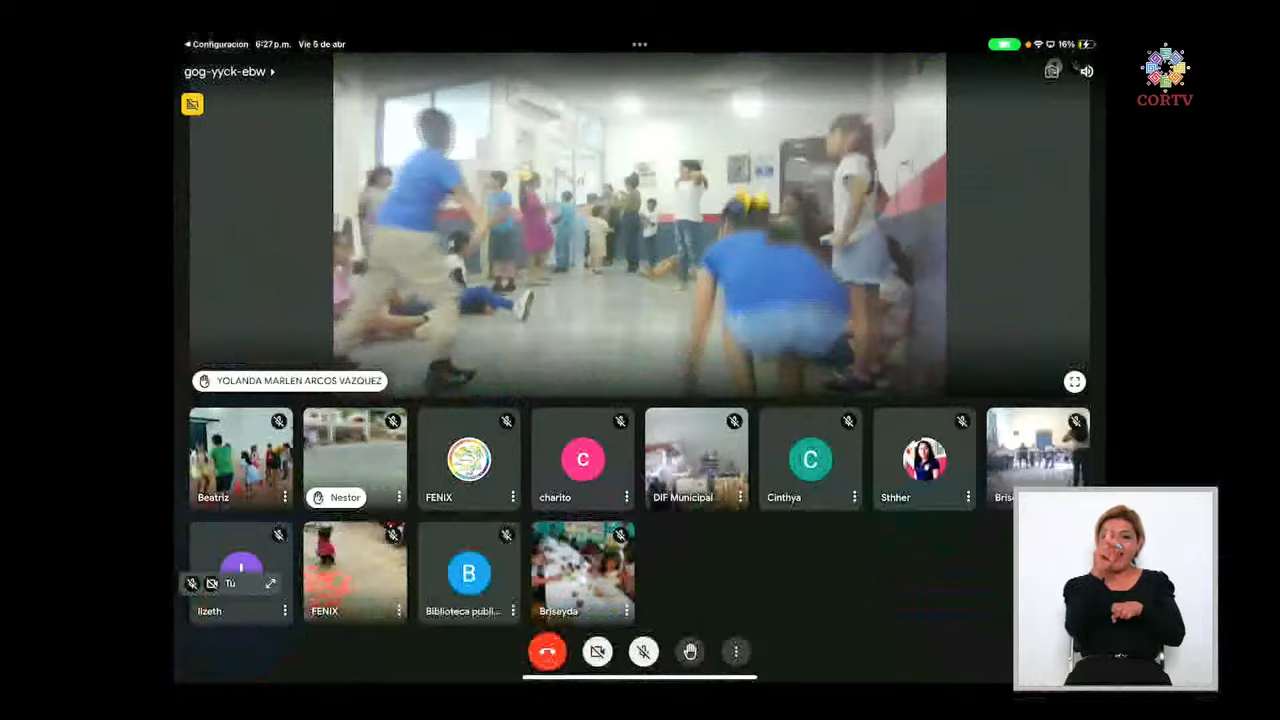 Configuración 6:27 p.m. Vie 5 de abr 16%
CORTV
gog-yyck-ebw
YOLANDA MARLEN ARCOS VAZQUEZ
C C
Beatriz Nestor FENIX charito DIF Municipal Cinthya Sthher
B
Tú
lizeth FENIX Biblioteca publi... Briseyda